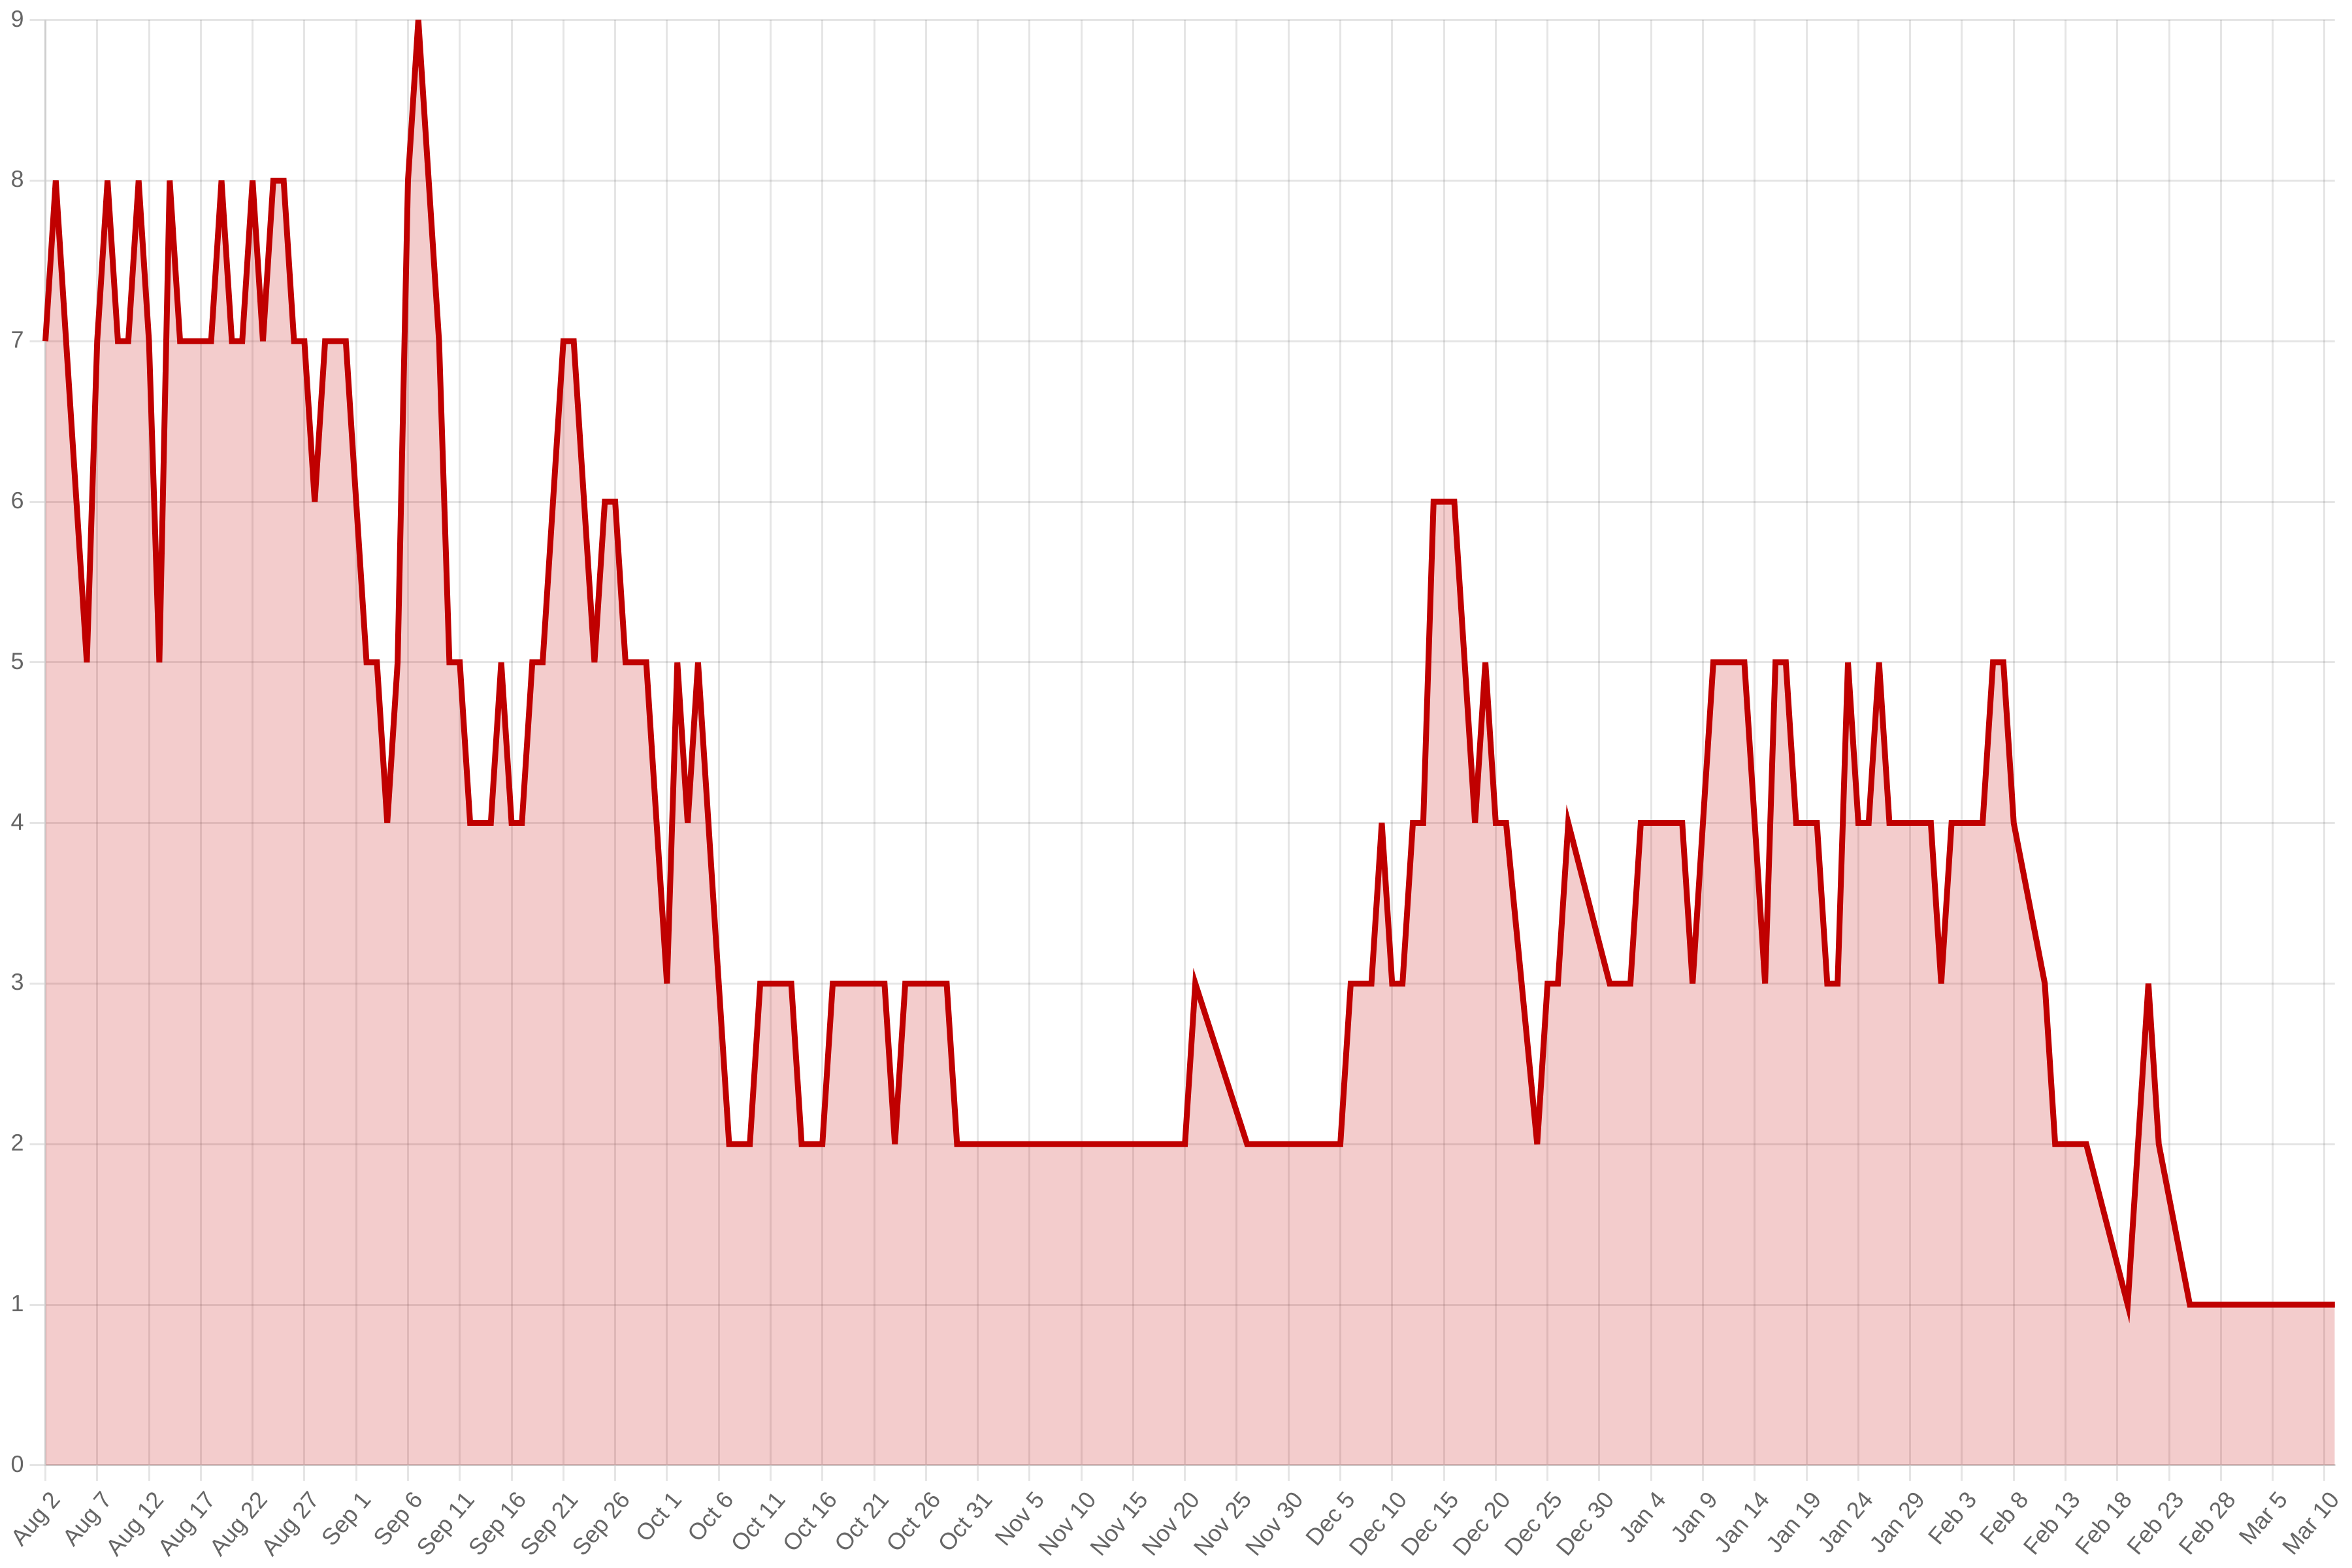 9
8
7
6
5
4
3
2
1
0
Aug 2
Aug 7
Aug 12
Aug 17
Aug 22
Aug 27
Sep 1
Sep 6
Sep 11
Sep 16
Sep 21
Sep 26
Oct 1
Oct 6
Oct 11
Oct 16
Oct 21
Oct 26
Oct 31
Nov 5
Nov 10
Nov 15
Nov 20
Nov 25
Nov 30
Dec 5
Dec 10
Dec 15
Dec 20
Dec 25
Dec 30
Jan 4
Jan 9
Jan 14
Jan 19
Jan 24
Jan 29
Feb 3
Feb 8
Feb 13
Feb 18
Feb 23
Feb 28
Mar 5
Mar 10